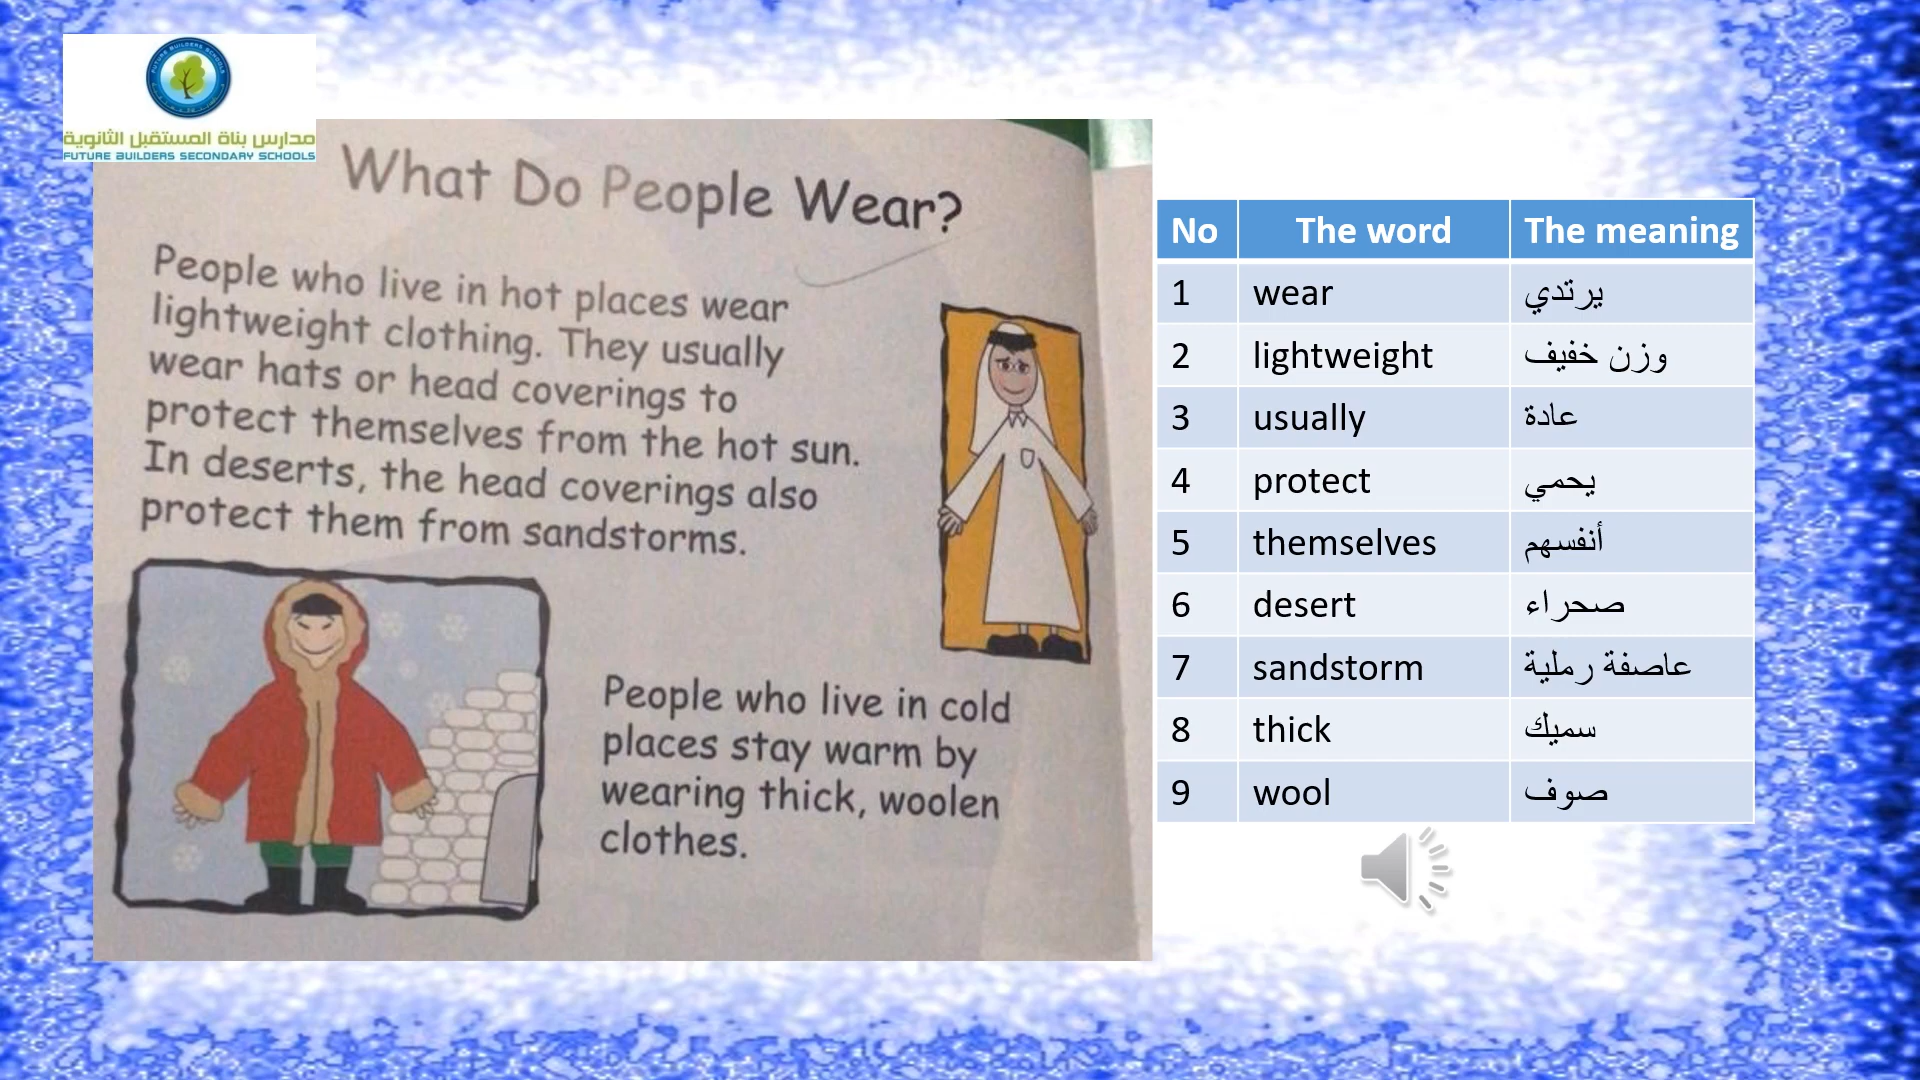 FUTURE BUILDERS SCHOOLS
مدارس بناة المستقبل الثانوية
FUTURE BUILDERS SECONDARY SCHOOLS
What Do People Wear?
People who live in hot places wear
lightweight clothing. They usually
wear hats or head coverings to
protect themselves from the hot sun.
In deserts, the head coverings also
protect them from sandstorms.
People who live in cold
places stay warm by
wearing thick, woolen
clothes.
No The word The meaning
1 wear يرتدي
2 lightweight وزن خفيف
3 usually عادة
4 protect يحمي
5 themselves أنفسهم
6 desert صحراء
7 sandstorm عاصفة رملية
8 thick سميك
9 wool صوف